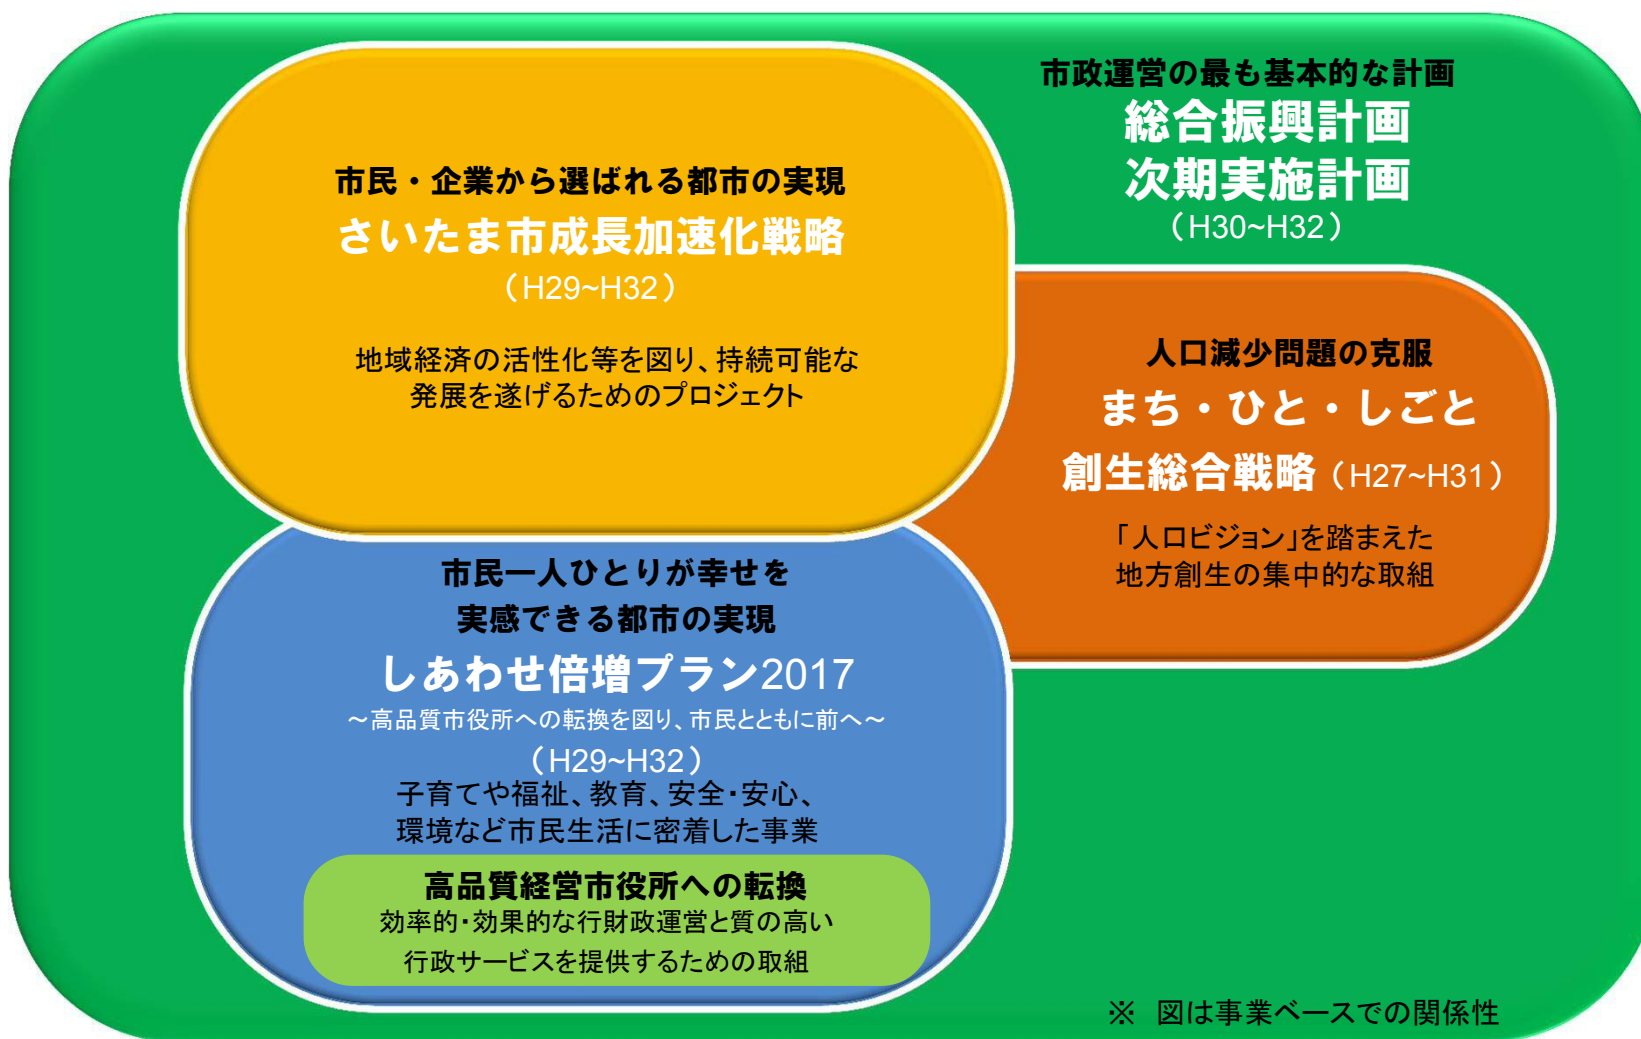 市政運営の最も基本的な計画
総合振興計画
次期実施計画
（H30~H32）
市民・企業から選ばれる都市の実現
さいたま市成長加速化戦略
（H29~H32）
地域経済の活性化等を図り、持続可能な
発展を遂げるためのプロジェクト
人口減少問題の克服
まち・ひと・しごと
創生総合戦略（H27~H31）
「人口ビジョン」を踏まえた
地方創生の集中的な取組
市民一人ひとりが幸せを
実感できる都市の実現
しあわせ倍増プラン2017
～高品質市役所への転換を図り、市民とともに前へ～
（H29~H32）
子育てや福祉、教育、安全・安心、
環境など市民生活に密着した事業
高品質経営市役所への転換
効率的・効果的な行財政運営と質の高い
行政サービスを提供するための取組
※　図は事業ベースでの関係性